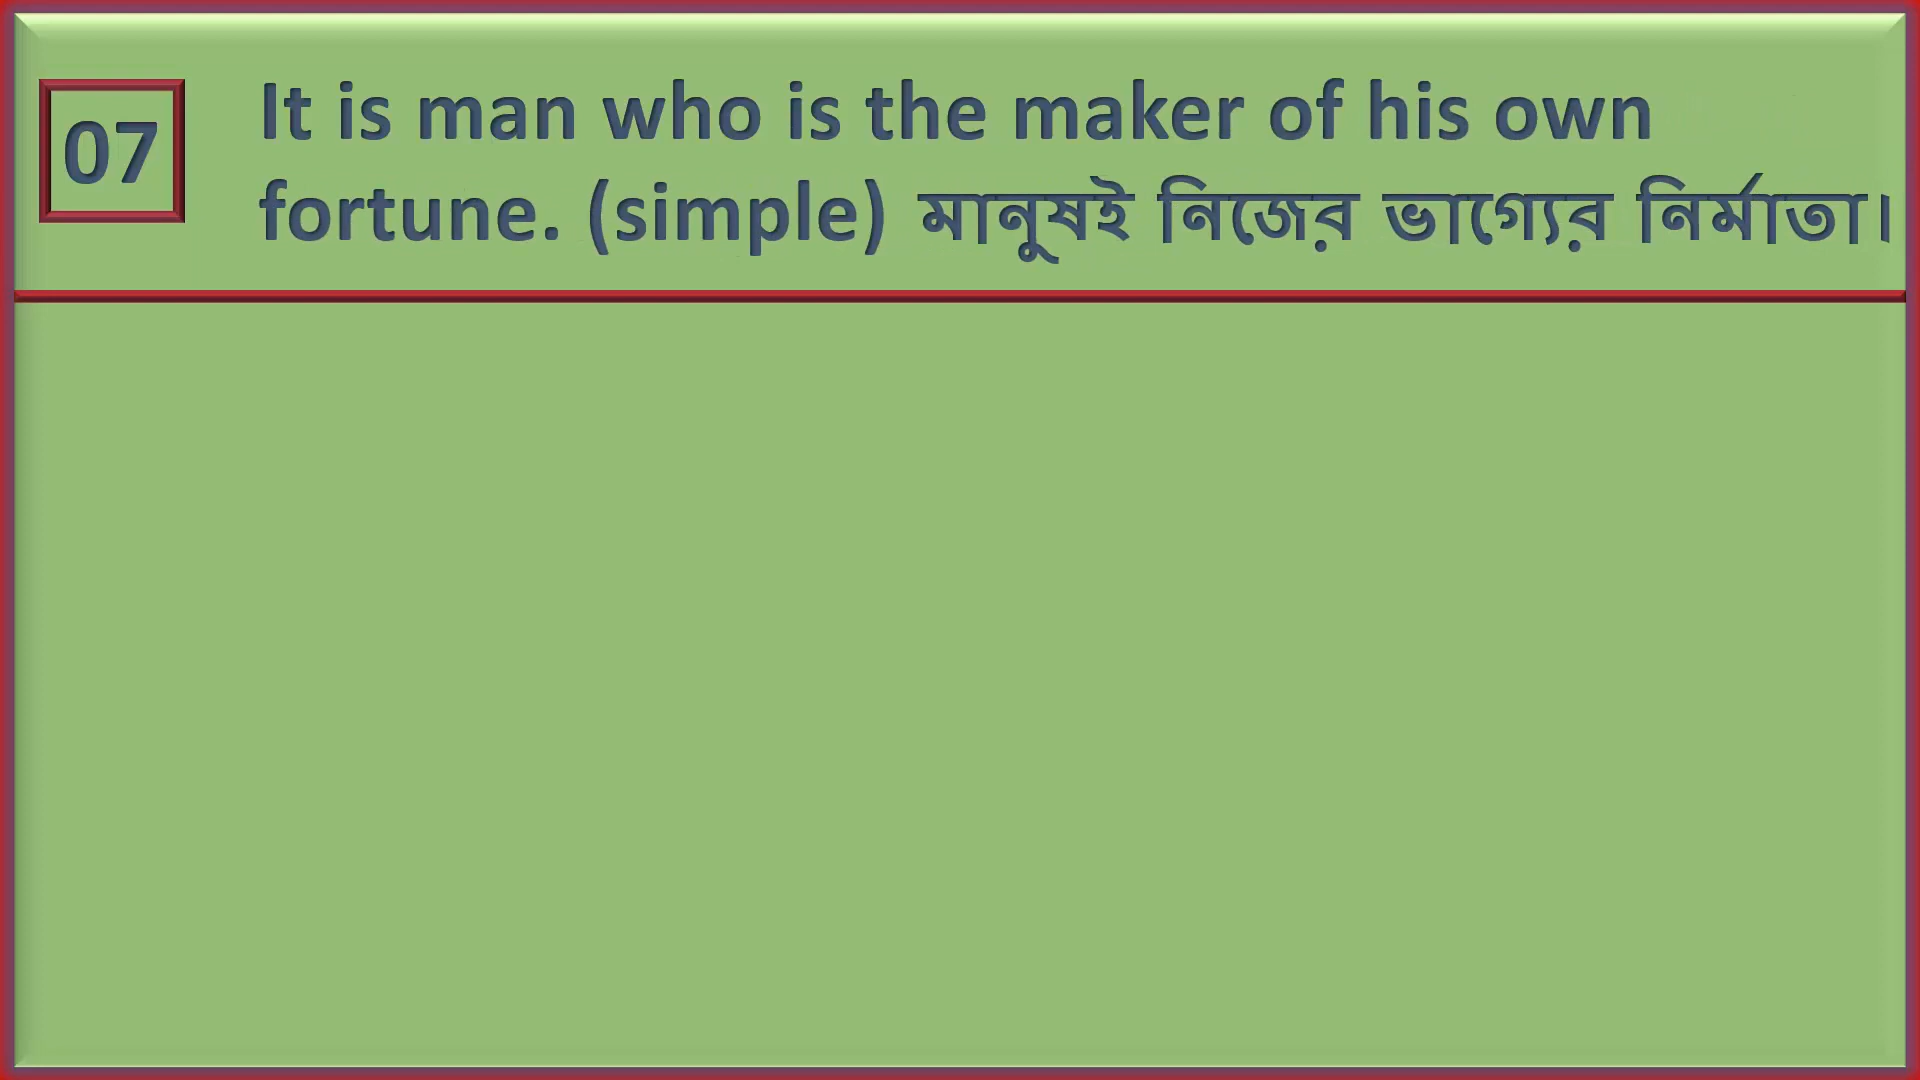 07
It is man who is the maker of his own
fortune. (simple) মানুষই নিজের ভাগ্যের নির্মাতা।